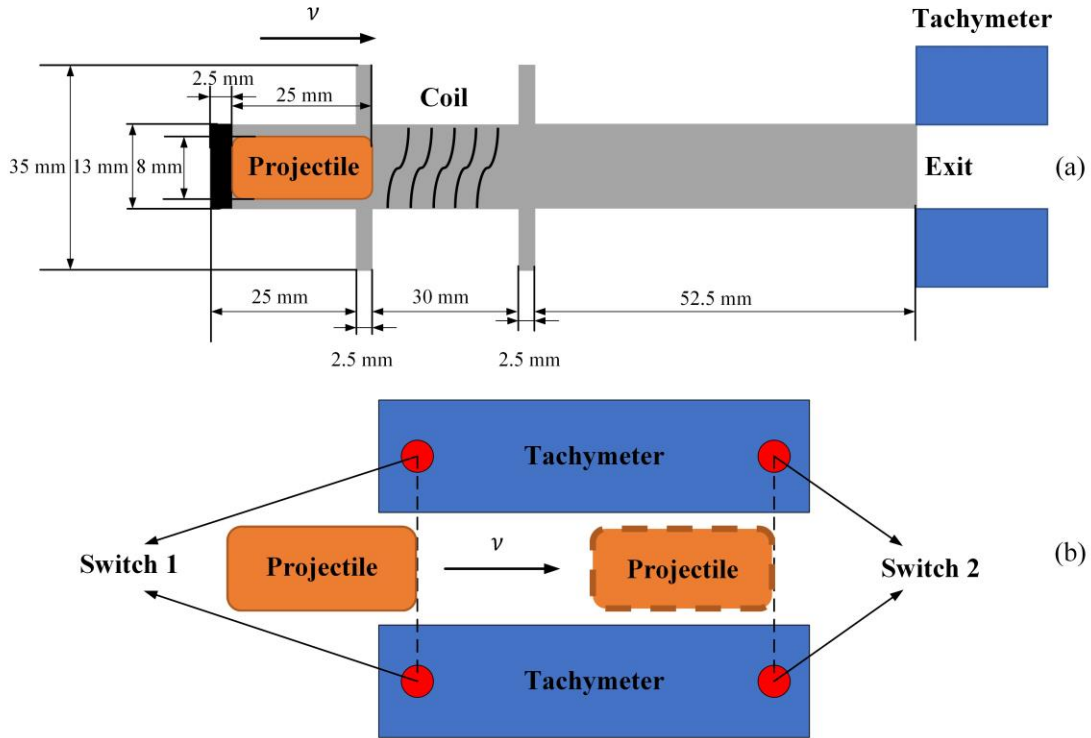 ν
Tachymeter
2.5 mm
25 mm
Coil
35 mm
13 mm
8 mm
Projectile
Exit
(a)
25 mm
30 mm
52.5 mm
2.5 mm
2.5 mm
Tachymeter
Switch 1
Projectile
ν
Projectile
Switch 2
(b)
Tachymeter